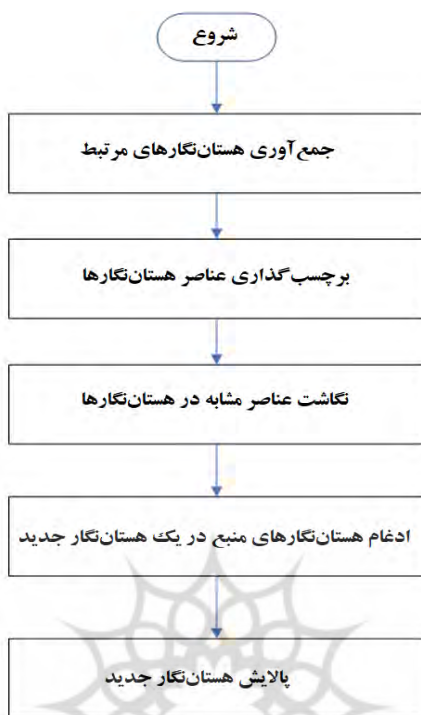 شروع
جمع‌آوری هستان‌نگارهای مرتبط
برچسب‌گذاری عناصر هستان‌نگارها
نگاشت عناصر مشابه در هستان‌نگارها
ادغام هستان‌نگارهای منبع در یک هستان‌نگار جدید
پالایش هستان‌نگار جدید